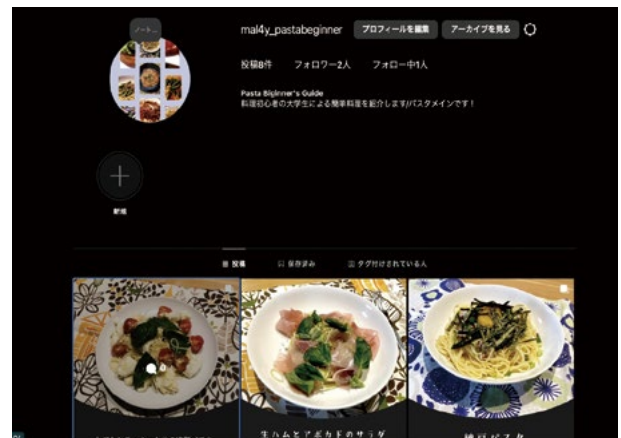 ノート...
mal4y_pastabeginner プロフィールを編集 アーカイブを見る
投稿8件 フォロワー2人 フォロー中1人
Pasta Biginner's Guide
料理初心者の大学生による簡単料理を紹介します/パスタメインです！
新規
投稿 保存済み タグ付けされている人
生ハムとアボカドのサラダ